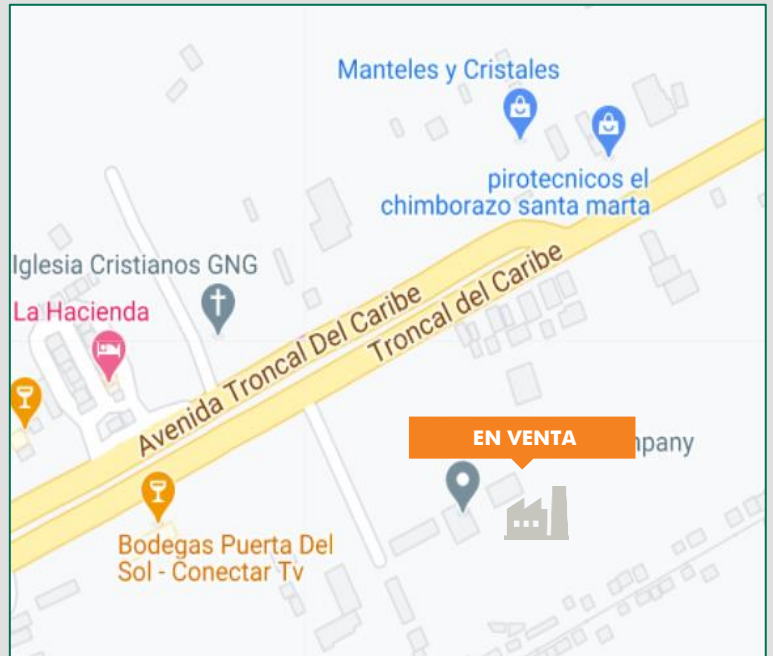 Manteles y Cristales
pirotecnicos el
chimborazo santa marta
Iglesia Cristianos GNG
La Hacienda
Avenida Troncal Del Caribe
Troncal del Caribe
EN VENTA
Bodegas Puerta Del
Sol - Conectar Tv